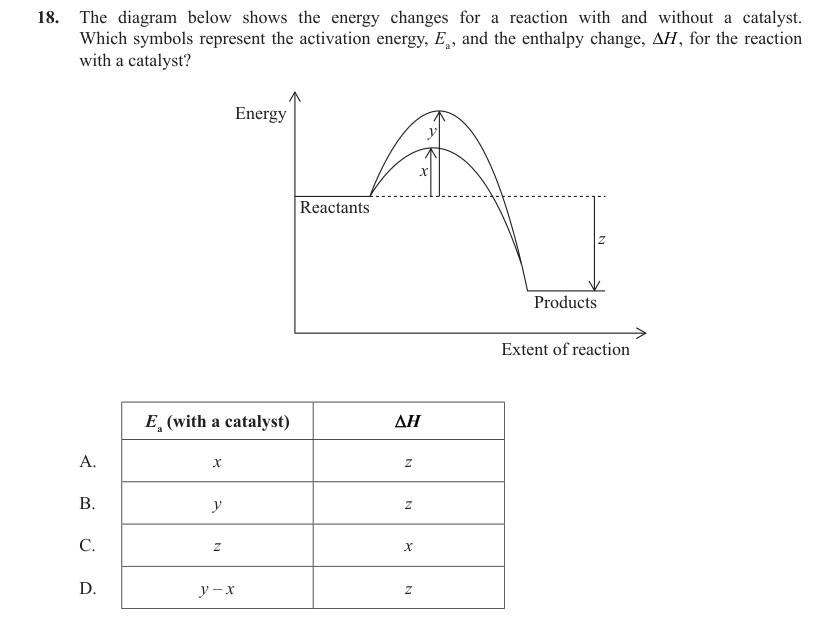 18. The diagram below shows the energy changes for a reaction with and without a catalyst.
Which symbols represent the activation energy, Eₐ, and the enthalpy change, ΔH, for the reaction
with a catalyst?
Energy
y
x
Reactants
z
Products
Extent of reaction
Eₐ (with a catalyst) ΔH
A. x z
B. y z
C. z x
D. y – x z